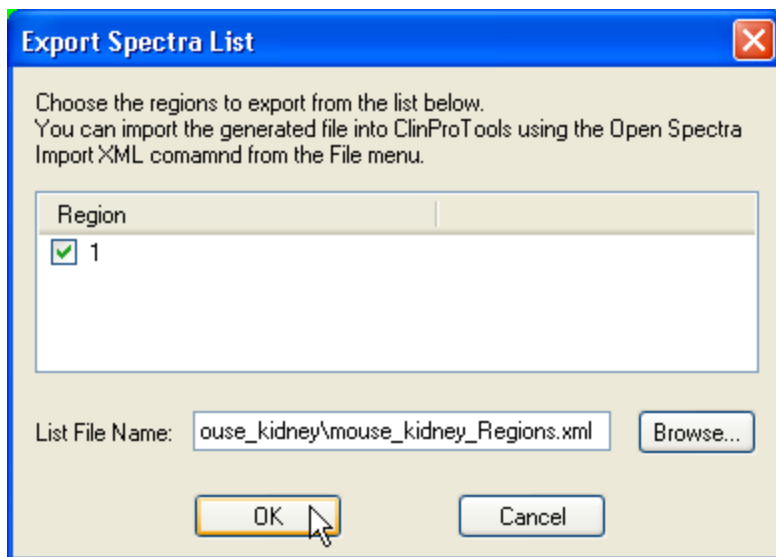 Export Spectra List
Choose the regions to export from the list below.
You can import the generated file into ClinProTools using the Open Spectra
Import XML comamnd from the File menu.
Region
1
List File Name: ouse_kidney\mouse_kidney_Regions.xml Browse...
OK Cancel